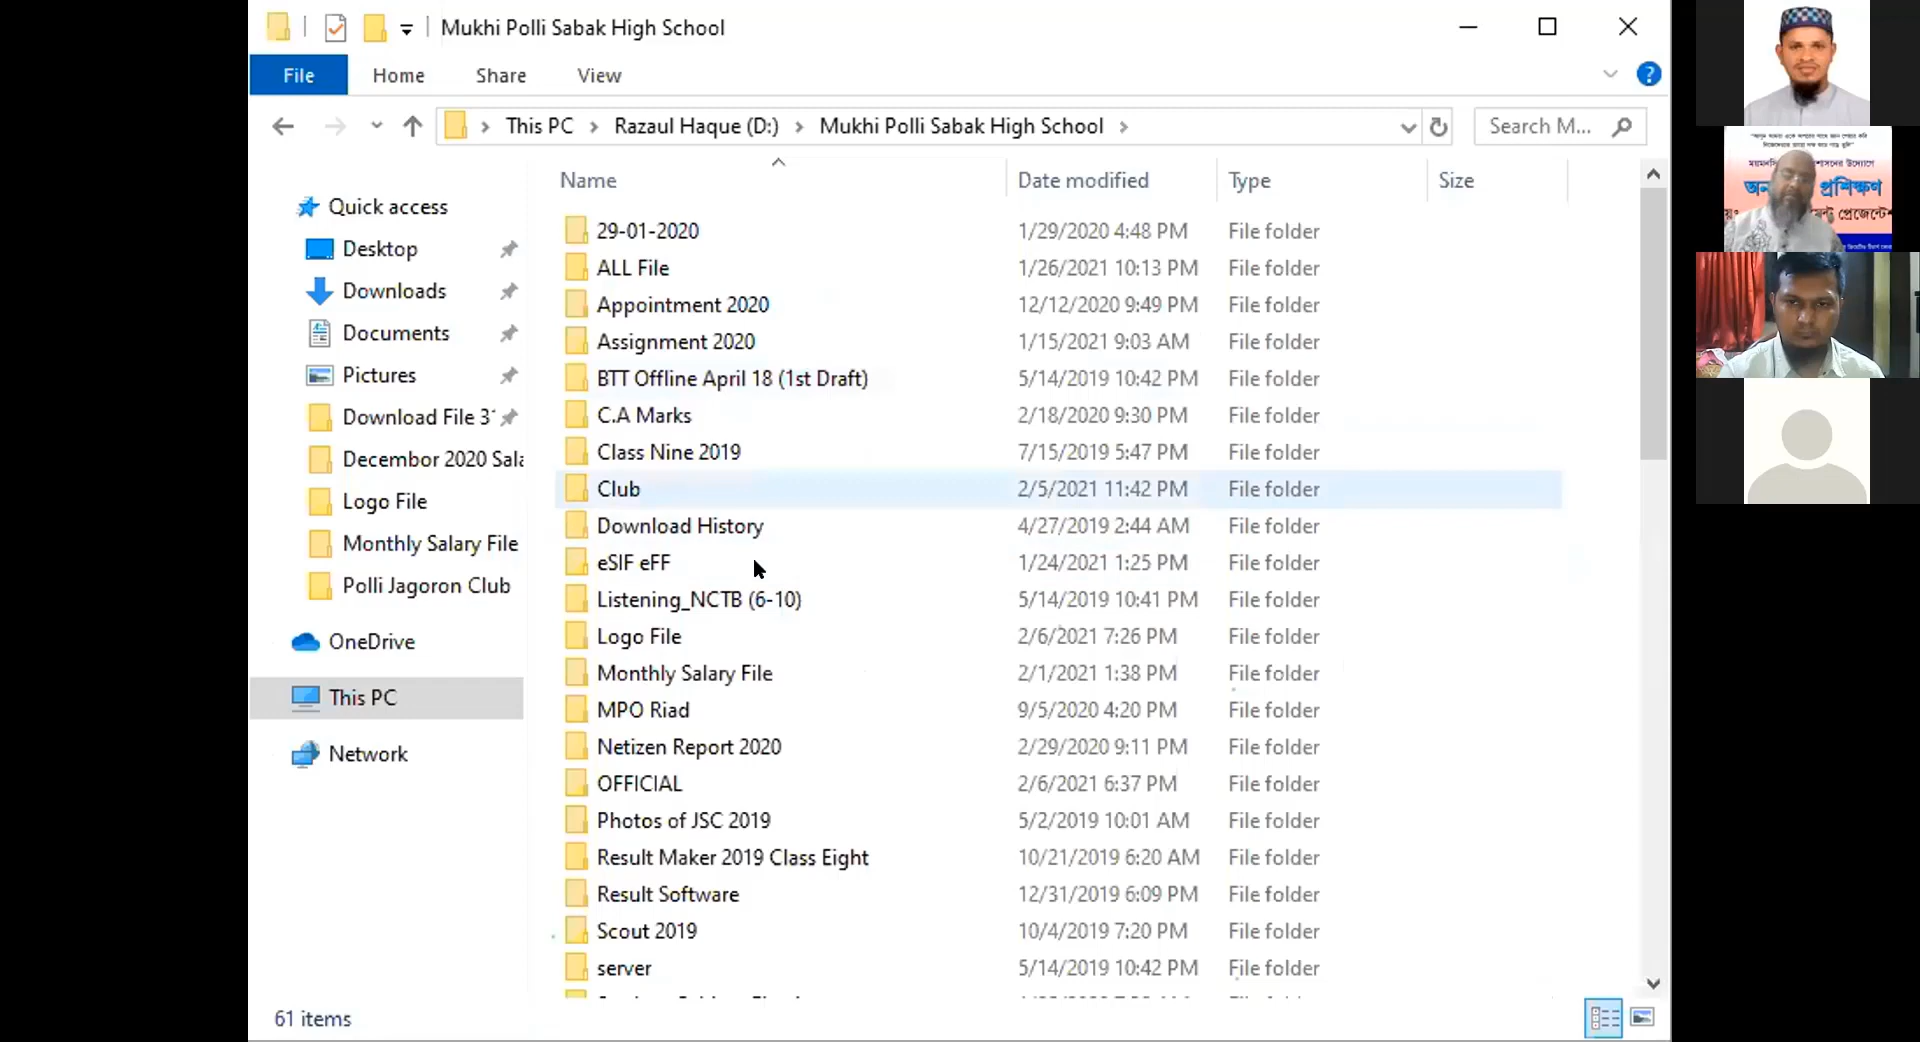 Mukhi Polli Sabak High School
File Home Share View
This PC Razaul Haque (D:) Mukhi Polli Sabak High School Search M...
Name Date modified Type Size
Quick access
Desktop
Downloads
Documents
Pictures
Download File 3
Decembor 2020 Sala
Logo File
Monthly Salary File
Polli Jagoron Club
OneDrive
This PC
Network
29-01-2020 1/29/2020 4:48 PM File folder
ALL File 1/26/2021 10:13 PM File folder
Appointment 2020 12/12/2020 9:49 PM File folder
Assignment 2020 1/15/2021 9:03 AM File folder
BTT Offline April 18 (1st Draft) 5/14/2019 10:42 PM File folder
C.A Marks 2/18/2020 9:30 PM File folder
Class Nine 2019 7/15/2019 5:47 PM File folder
Club 2/5/2021 11:42 PM File folder
Download History 4/27/2019 2:44 AM File folder
eSIF eFF 1/24/2021 1:25 PM File folder
Listening_NCTB (6-10) 5/14/2019 10:41 PM File folder
Logo File 2/6/2021 7:26 PM File folder
Monthly Salary File 2/1/2021 1:38 PM File folder
MPO Riad 9/5/2020 4:20 PM File folder
Netizen Report 2020 2/29/2020 9:11 PM File folder
OFFICIAL 2/6/2021 6:37 PM File folder
Photos of JSC 2019 5/2/2019 10:01 AM File folder
Result Maker 2019 Class Eight 10/21/2019 6:20 AM File folder
Result Software 12/31/2019 6:09 PM File folder
Scout 2019 10/4/2019 7:20 PM File folder
server 5/14/2019 10:42 PM File folder
61 items
প্রশিক্ষণ